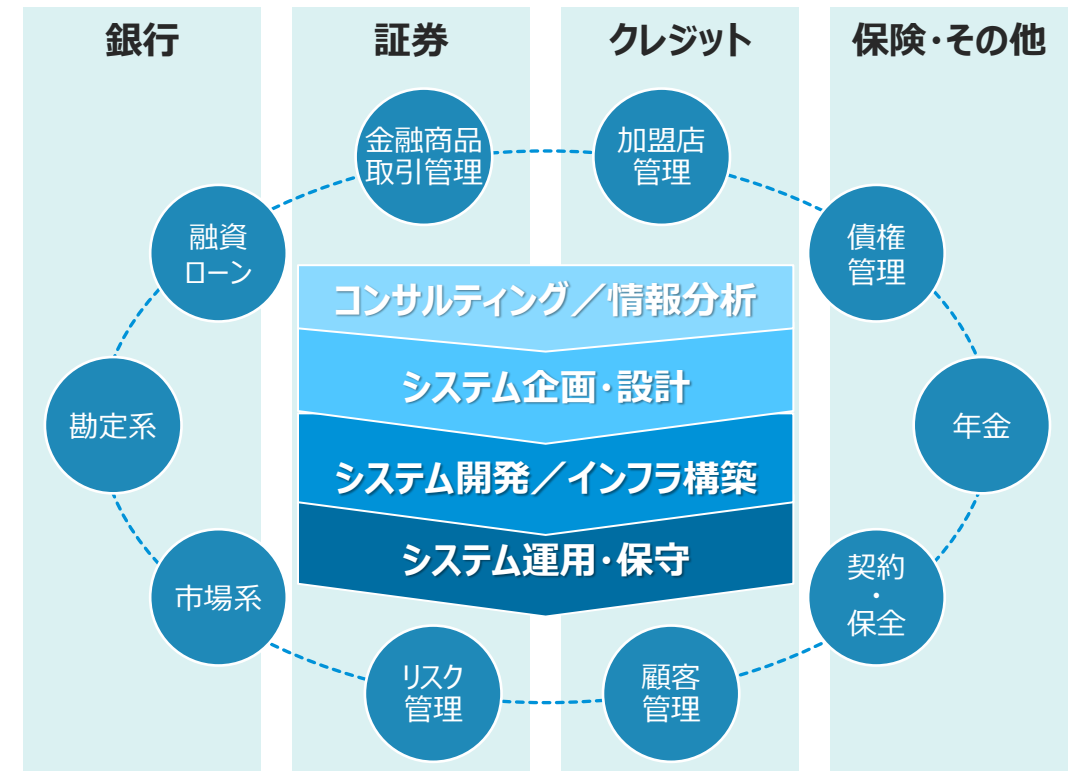 銀行
証券
クレジット
保険・その他
金融商品
取引管理
加盟店
管理
融資
ローン
債権
管理
コンサルティング／情報分析
システム企画・設計
勘定系
年金
システム開発／インフラ構築
システム運用・保守
市場系
契約
・
保全
リスク
管理
顧客
管理